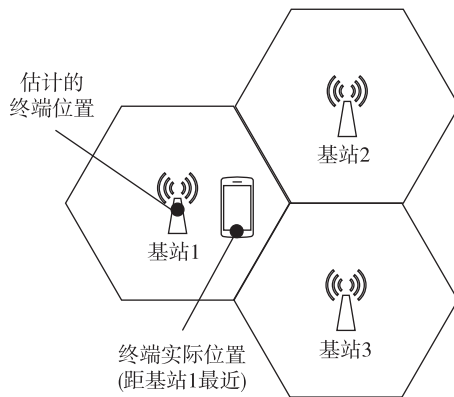 估计的
终端位置
基站2
基站1
基站3
终端实际位置
(距基站1最近)